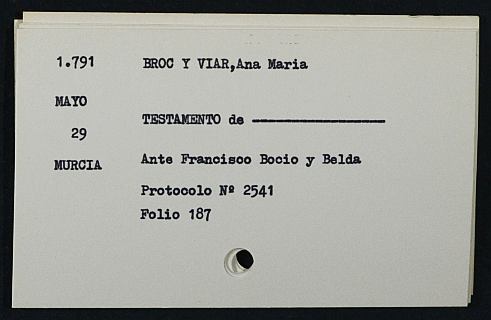 1.791 BROC Y VIAR,Ana Maria
MAYO
TESTAMENTO de ————————
29
MURCIA Ante Francisco Bocio y Belda
Protocolo Nº 2541
Folio 187